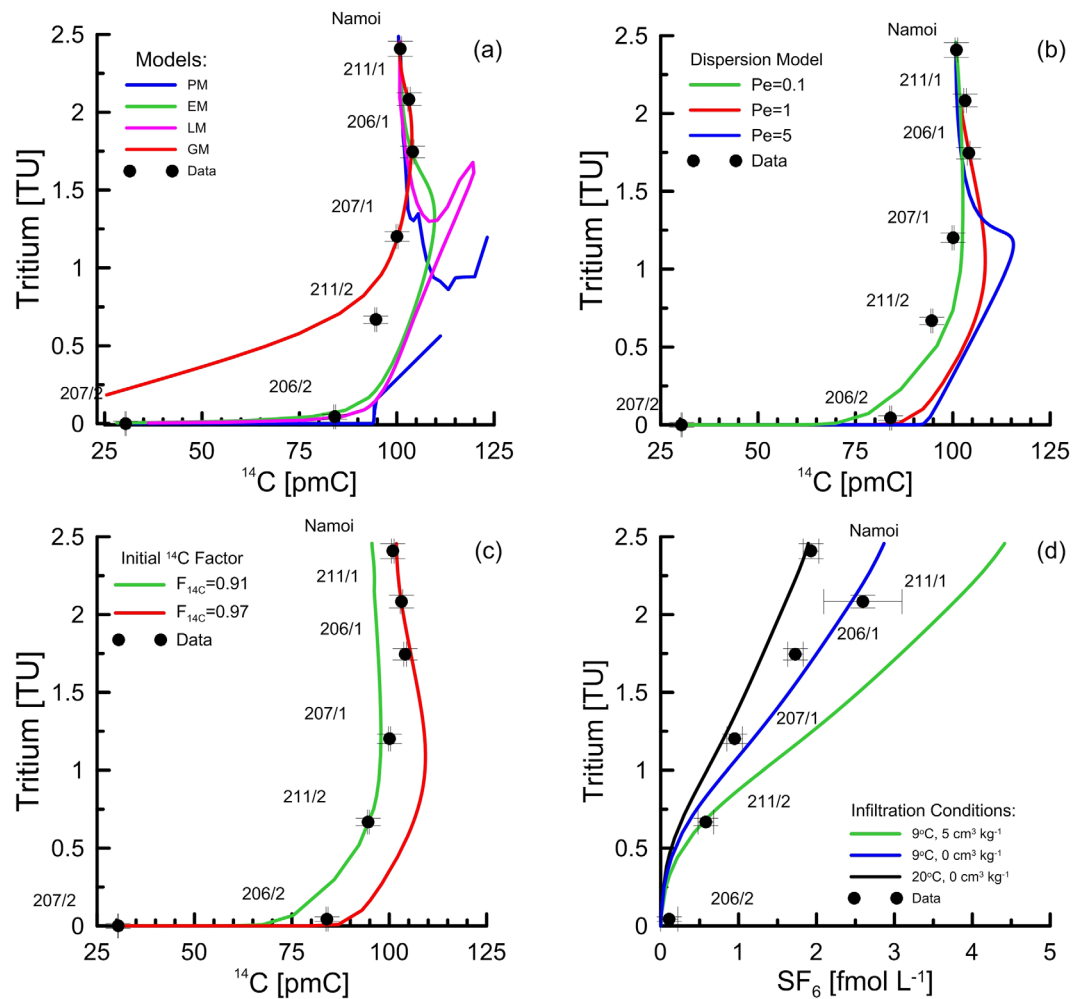 Namoi
(a)
2.5
2
1.5
1
0.5
0
Tritium [TU]
Models:
PM
EM
LM
GM
Data
211/1
206/1
207/1
211/2
206/2
207/2
25 50 75 100 125
¹⁴C [pmC]
Namoi
(b)
2.5
2
1.5
1
0.5
0
Tritium [TU]
Dispersion Model
Pe=0.1
Pe=1
Pe=5
Data
211/1
206/1
207/1
211/2
206/2
207/2
25 50 75 100 125
¹⁴C [pmC]
Namoi
(c)
2.5
2
1.5
1
0.5
0
Tritium [TU]
Initial ¹⁴C Factor
F₁₄C=0.91
F₁₄C=0.97
Data
211/1
206/1
207/1
211/2
206/2
207/2
25 50 75 100 125
¹⁴C [pmC]
Namoi
(d)
2.5
2
1.5
1
0.5
0
Tritium [TU]
211/1
206/1
207/1
211/2
206/2
Infiltration Conditions:
9°C, 5 cm³ kg⁻¹
9°C, 0 cm³ kg⁻¹
20°C, 0 cm³ kg⁻¹
Data
0 1 2 3 4 5
SF₆ [fmol L⁻¹]